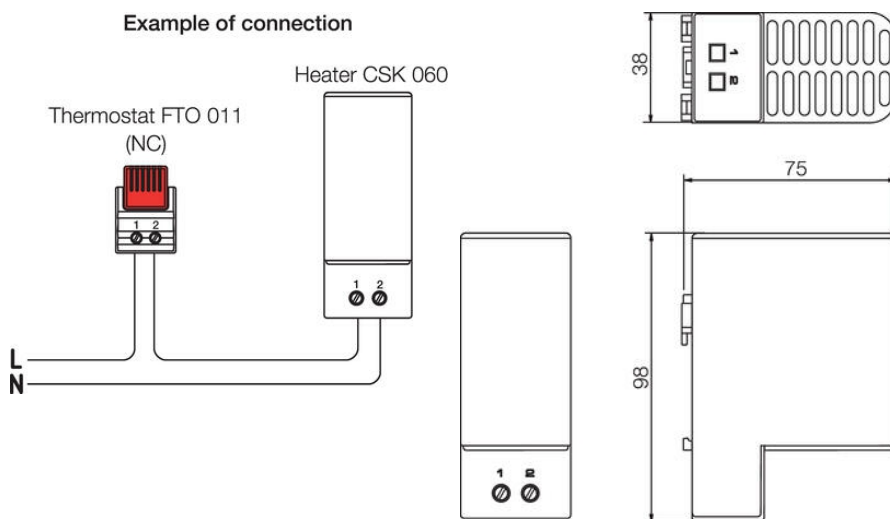 Example of connection
Heater CSK 060
Thermostat FTO 011
(NC)
1 2
1 2
L
N
38
1
2
75
98
1 2